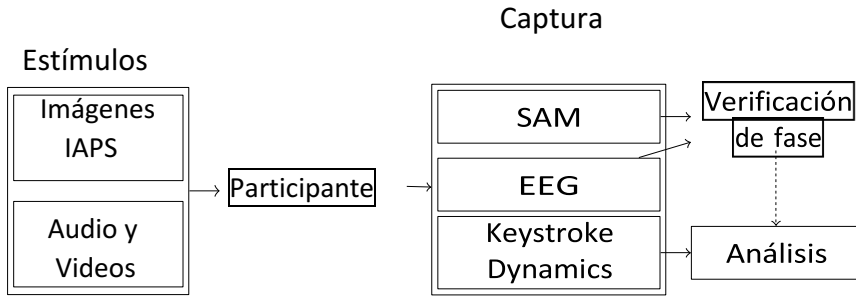 Captura
Estímulos
Imágenes
IAPS
Audio y
Videos
Participante
SAM
EEG
Keystroke
Dynamics
Verificación
de fase
Análisis